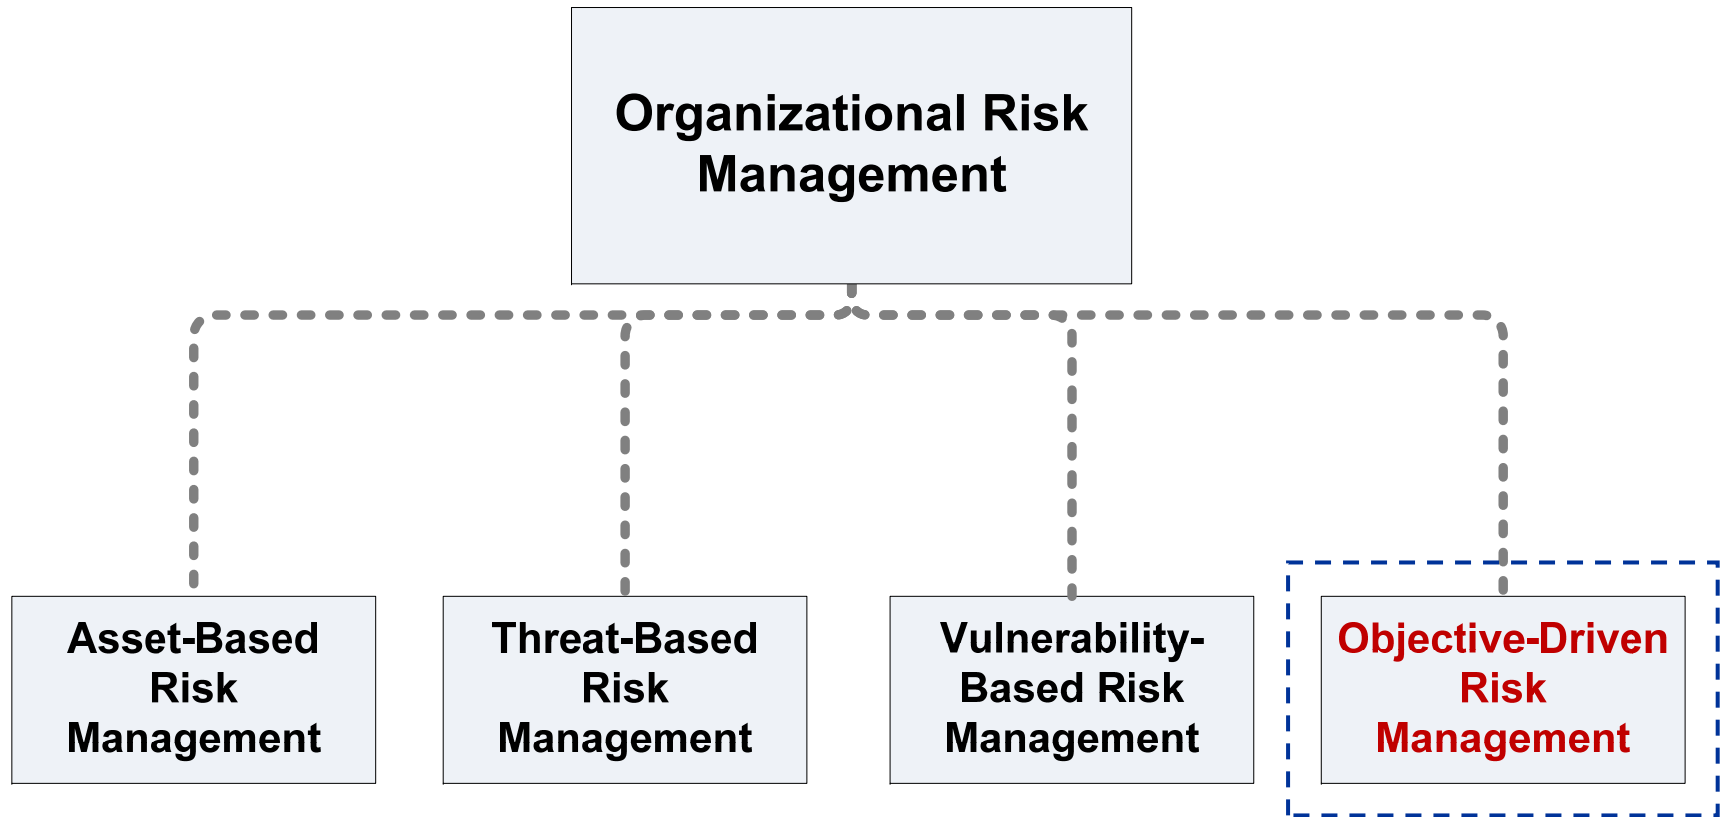 Organizational Risk
Management
Asset-Based
Risk
Management
Threat-Based
Risk
Management
Vulnerability-
Based Risk
Management
Objective-Driven
Risk
Management